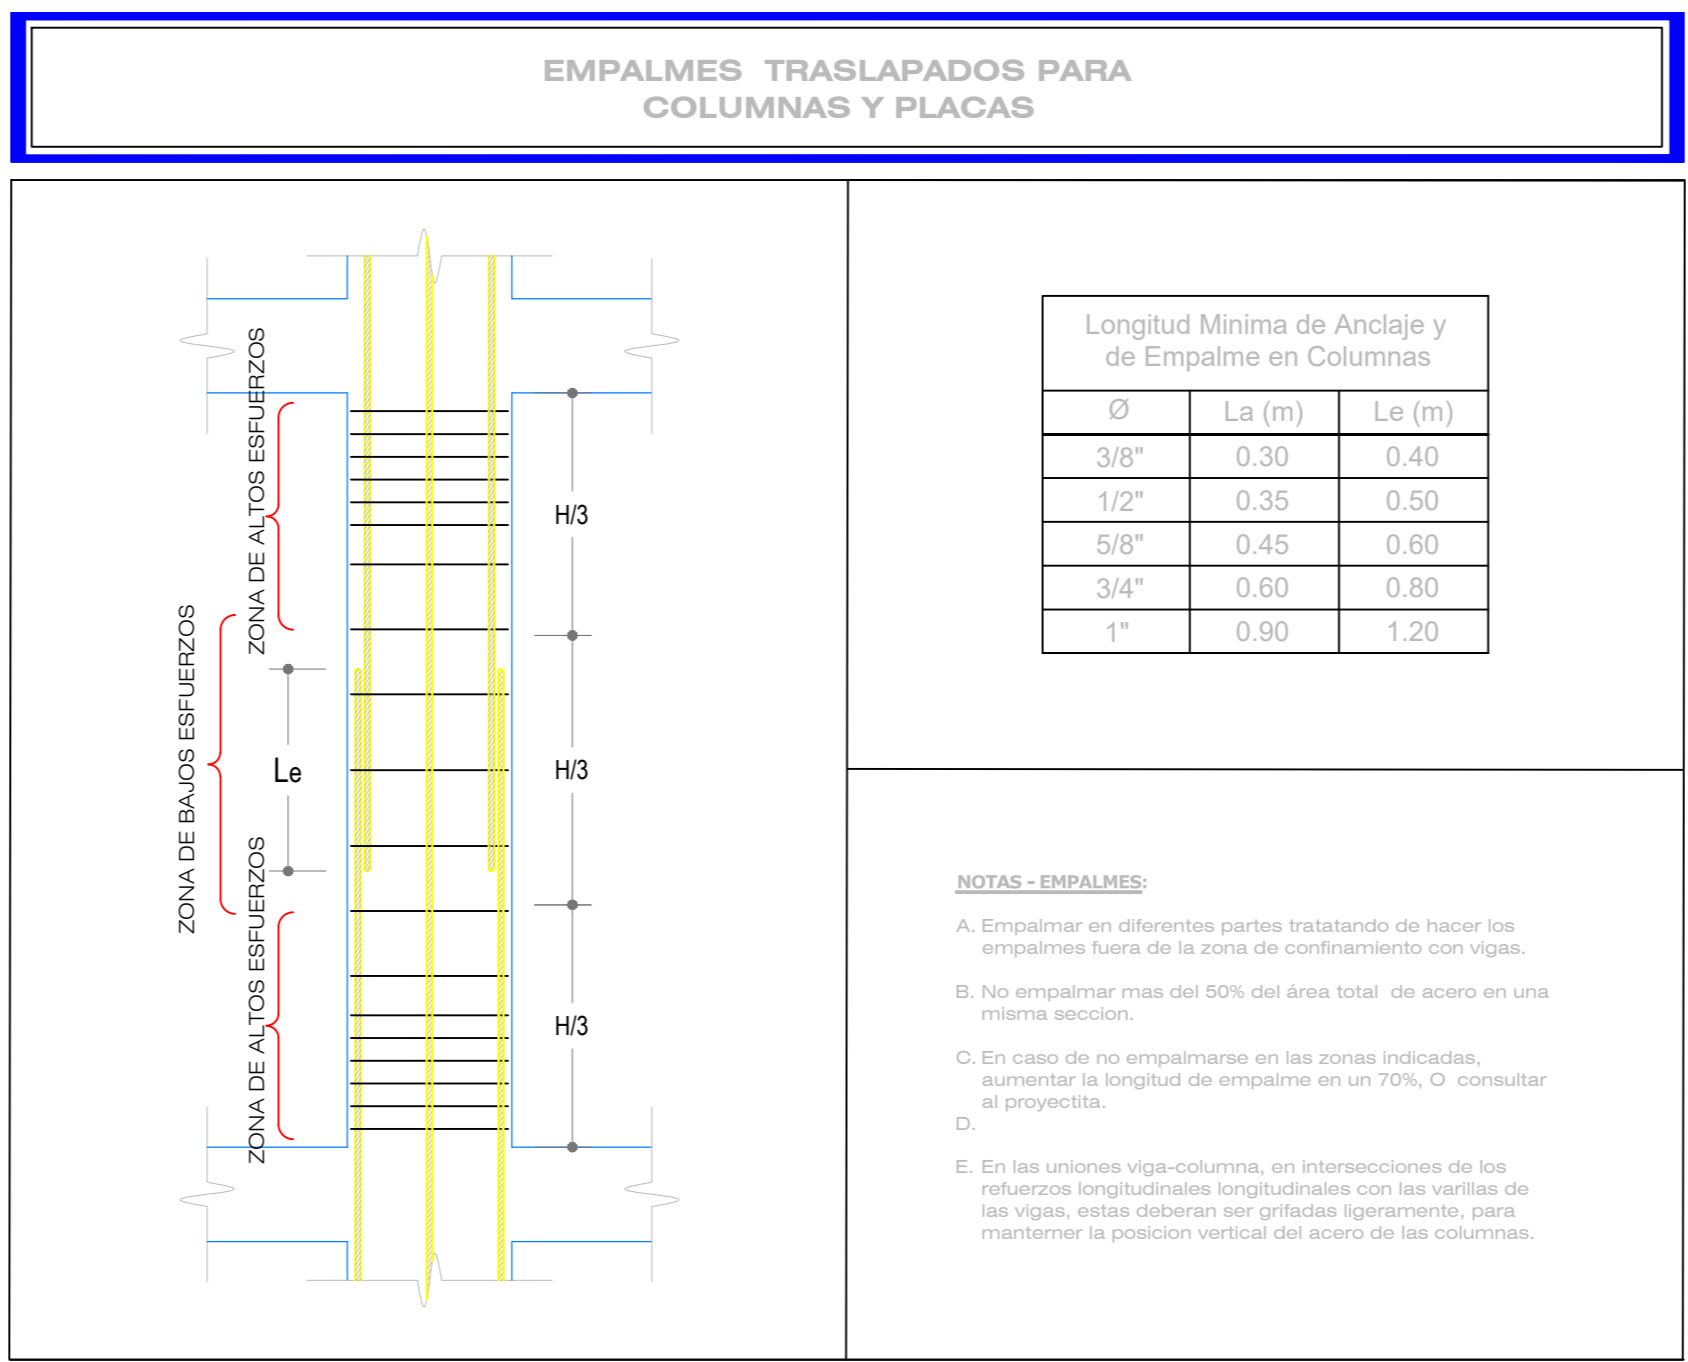 EMPALMES TRASLAPADOS PARA
COLUMNAS Y PLACAS
ZONA DE ALTOS ESFUERZOS
ZONA DE BAJOS ESFUERZOS
ZONA DE ALTOS ESFUERZOS
Le
H/3
H/3
H/3
Longitud Minima de Anclaje y
de Empalme en Columnas
Ø La (m) Le (m)
3/8" 0.30 0.40
1/2" 0.35 0.50
5/8" 0.45 0.60
3/4" 0.60 0.80
1" 0.90 1.20
NOTAS - EMPALMES:
A. Empalmar en diferentes partes tratatando de hacer los
empalmes fuera de la zona de confinamiento con vigas.
B. No empalmar mas del 50% del área total de acero en una
misma seccion.
C. En caso de no empalmarse en las zonas indicadas,
aumentar la longitud de empalme en un 70%, O consultar
al proyectita.
D.
E. En las uniones viga-columna, en intersecciones de los
refuerzos longitudinales longitudinales con las varillas de
las vigas, estas deberan ser grifadas ligeramente, para
manterner la posicion vertical del acero de las columnas.